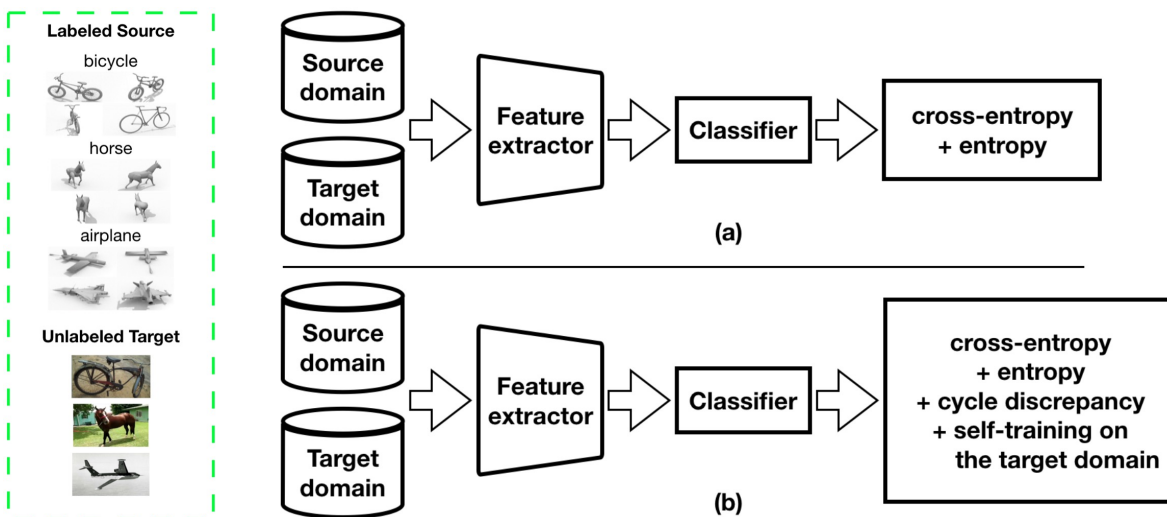 Labeled Source
bicycle
horse
airplane
Unlabeled Target
Source
domain
Target
domain
Feature
extractor
Classifier
cross-entropy
+ entropy
(a)
Source
domain
Target
domain
Feature
extractor
Classifier
cross-entropy
+ entropy
+ cycle discrepancy
+ self-training on
the target domain
(b)